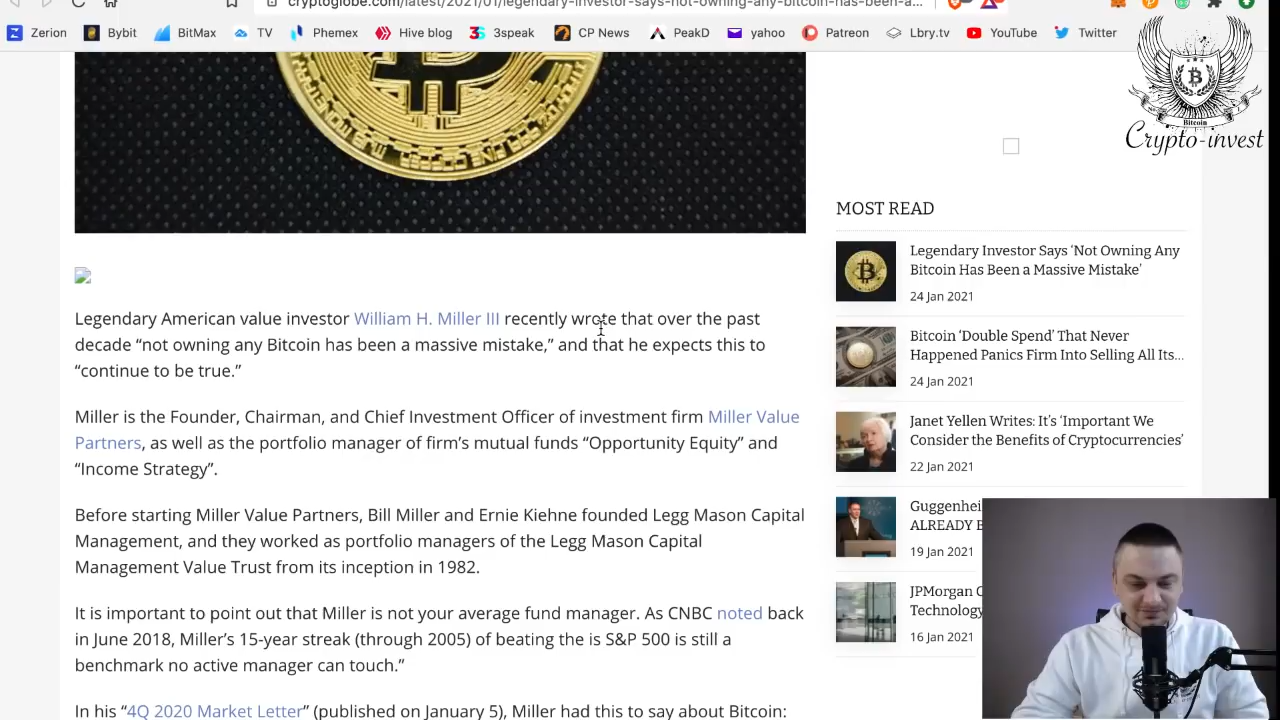 cryptoglobe.com/latest/2021/01/legendary-investor-says-not-owning-any-bitcoin-has-been-a...
Zerion
Bybit
BitMax
TV
Phemex
Hive blog
3speak
CP News
PeakD
yahoo
Patreon
Lbry.tv
YouTube
Twitter
Bitcoin
Crypto-invest
Legendary American value investor William H. Miller III recently wrote that over the past
decade “not owning any Bitcoin has been a massive mistake,” and that he expects this to
“continue to be true.”
Miller is the Founder, Chairman, and Chief Investment Officer of investment firm Miller Value
Partners, as well as the portfolio manager of firm’s mutual funds “Opportunity Equity” and
“Income Strategy”.
Before starting Miller Value Partners, Bill Miller and Ernie Kiehne founded Legg Mason Capital
Management, and they worked as portfolio managers of the Legg Mason Capital
Management Value Trust from its inception in 1982.
It is important to point out that Miller is not your average fund manager. As CNBC noted back
in June 2018, Miller’s 15-year streak (through 2005) of beating the is S&P 500 is still a
benchmark no active manager can touch.”
In his “4Q 2020 Market Letter” (published on January 5), Miller had this to say about Bitcoin:
MOST READ
Legendary Investor Says ‘Not Owning Any
Bitcoin Has Been a Massive Mistake’
24 Jan 2021
Bitcoin ‘Double Spend’ That Never
Happened Panics Firm Into Selling All Its...
24 Jan 2021
Janet Yellen Writes: It’s ‘Important We
Consider the Benefits of Cryptocurrencies’
22 Jan 2021
Guggenhei
ALREADY
19 Jan 2021
JPMorgan
Technology
16 Jan 2021